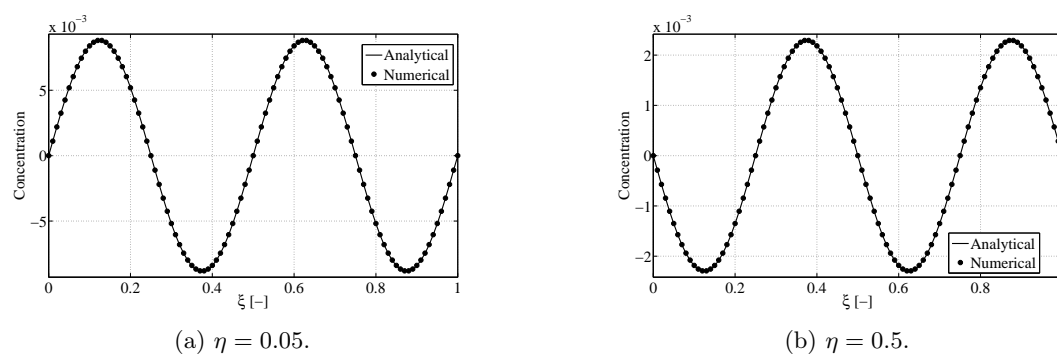 x 10⁻³
5
0
−5
Concentration
Analytical
Numerical
0 0.2 0.4 0.6 0.8 1
ξ [–]
(a) η = 0.05.
x 10⁻³
2
1
0
−1
−2
Concentration
Analytical
Numerical
0 0.2 0.4 0.6 0.8
ξ [–]
(b) η = 0.5.